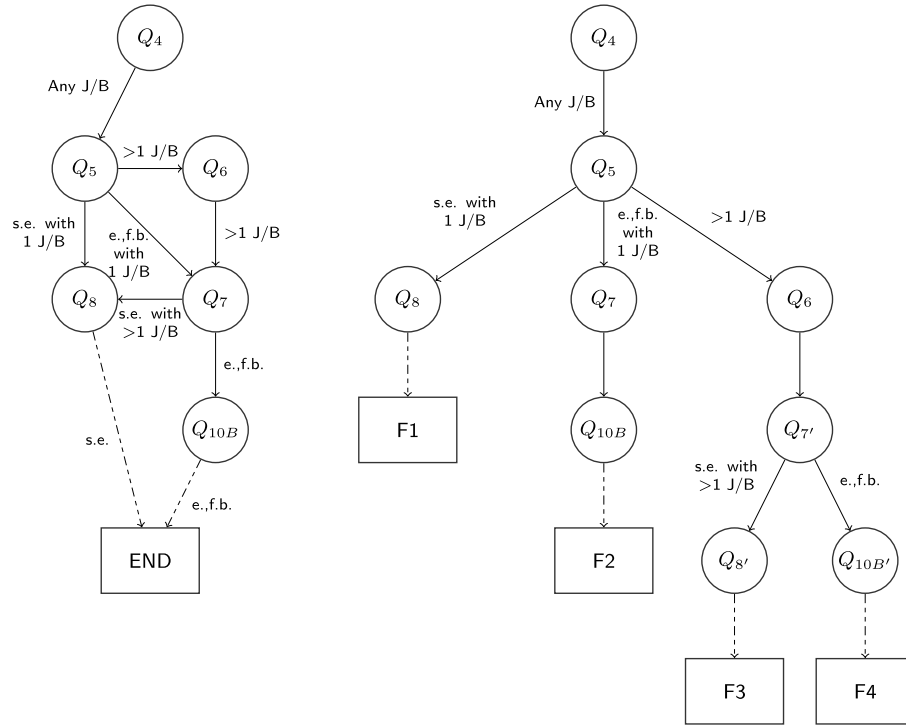 Q4
Any J/B
Q5
>1 J/B
Q6
s.e. with
1 J/B
e.,f.b.
with
1 J/B
>1 J/B
Q8
s.e. with
>1 J/B
Q7
e.,f.b.
Q10B
s.e.
e.,f.b.
END
Q4
Any J/B
Q5
s.e. with
1 J/B
e.,f.b.
with
1 J/B
>1 J/B
Q8
Q7
Q6
F1
Q10B
Q7′
s.e. with
>1 J/B
e.,f.b.
F2
Q8′
Q10B′
F3
F4